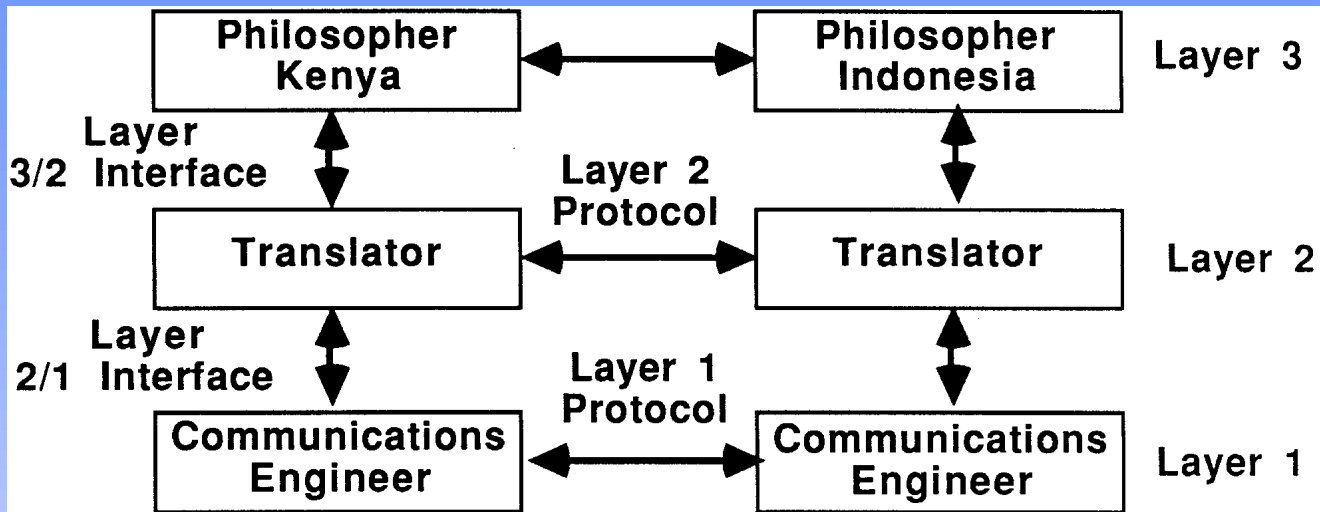 Philosopher
Kenya
Philosopher
Indonesia
Layer 3
Layer
3/2 Interface
Layer 2
Protocol
Translator
Translator
Layer 2
Layer
2/1 Interface
Layer 1
Protocol
Communications
Engineer
Communications
Engineer
Layer 1